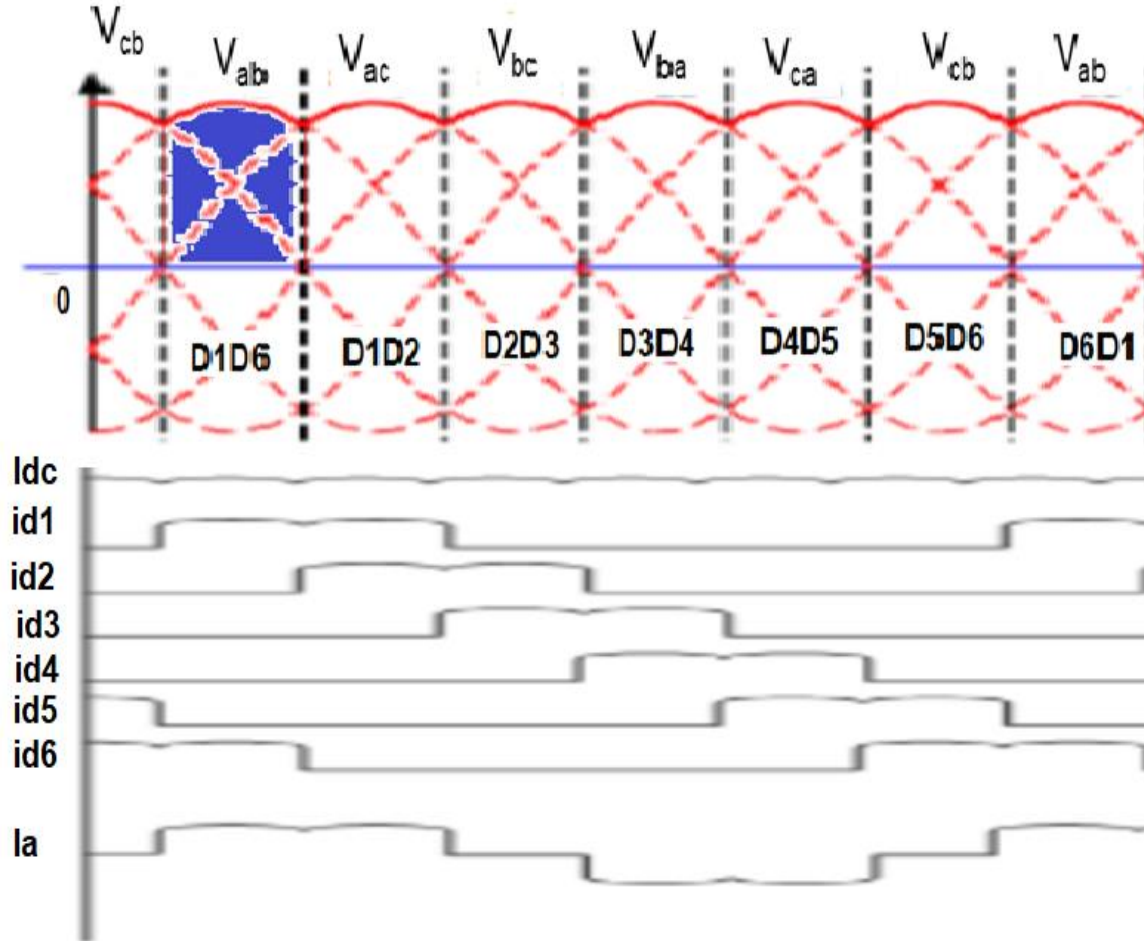 Vcb Vab Vac Vbc Vba Vca Vcb Vab
0
D1D6 D1D2 D2D3 D3D4 D4D5 D5D6 D6D1
Idc
id1
id2
id3
id4
id5
id6
Ia